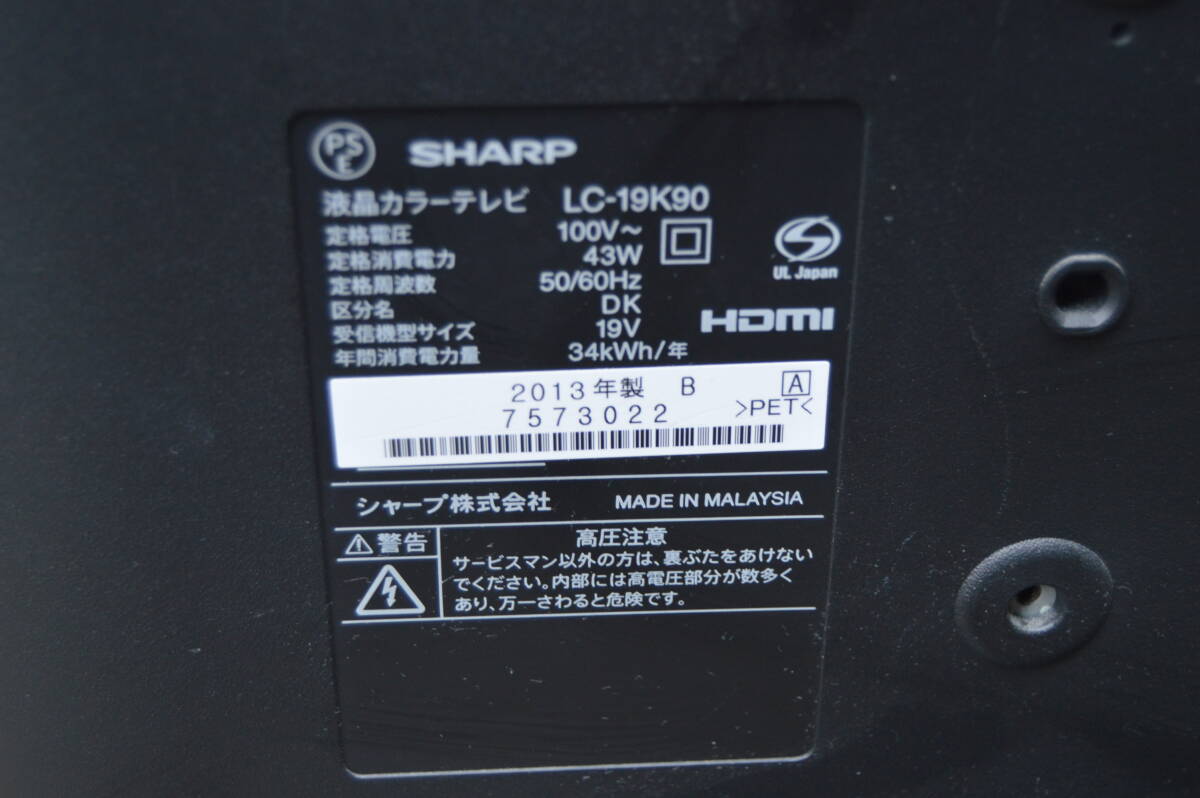 PS
E
SHARP
液晶カラーテレビ LC-19K90
定格電圧 100V～
定格消費電力 43W
定格周波数 50/60Hz
区分名 DK
受信機型サイズ 19V
年間消費電力量 34kWh/年
UL Japan
HDMI
2013年製 B A
7573022 >PET<
シャープ株式会社 MADE IN MALAYSIA
警告
高圧注意
サービスマン以外の方は、裏ぶたをあけない
でください。内部には高電圧部分が数多く
あり、万一さわると危険です。